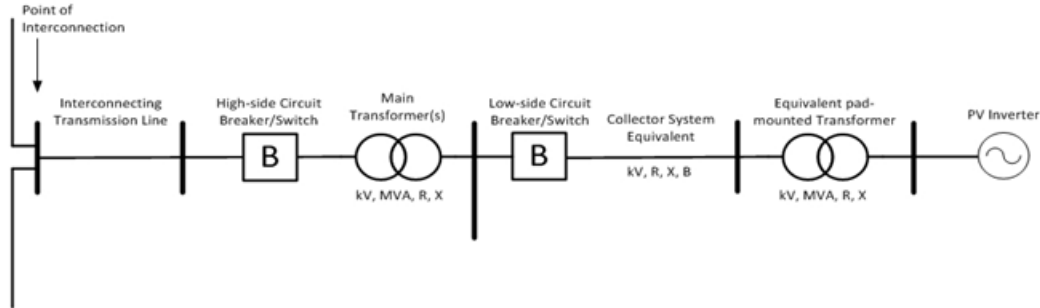 Point of
Interconnection
Interconnecting
Transmission Line
High-side Circuit
Breaker/Switch
B
Main
Transformer(s)
kV, MVA, R, X
Low-side Circuit
Breaker/Switch
B
Collector System
Equivalent
kV, R, X, B
Equivalent pad-
mounted Transformer
kV, MVA, R, X
PV Inverter